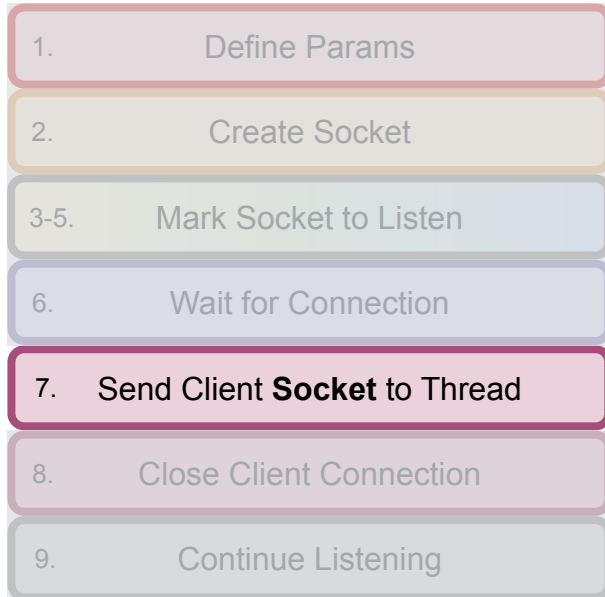 1. Define Params
2. Create Socket
3-5. Mark Socket to Listen
6. Wait for Connection
7. Send Client Socket to Thread
8. Close Client Connection
9. Continue Listening